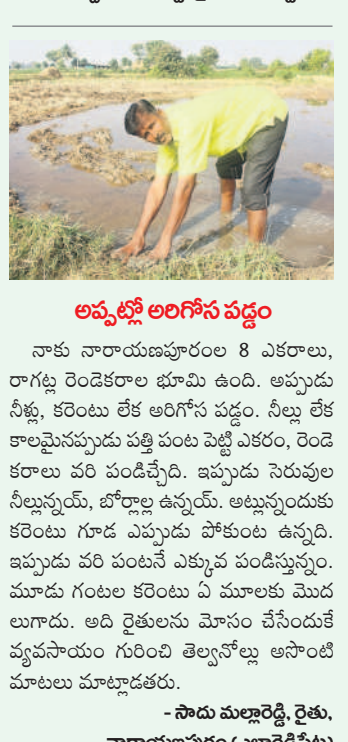 అప్పట్లో అరిగోస పడ్డం
నాకు నారాయణపూరంల 8 ఎకరాలు,
రాగట్ల రెండెకరాల భూమి ఉంది. అప్పుడు
నీళ్లు, కరెంటు లేక అరిగోస పడ్డం. నీల్లు లేక
కాలమైనప్పుడు పత్తి పంట పెట్టి ఎకరం, రెండె
కరాలు వరి పండిచ్చేది. ఇప్పుడు సెరువుల
నీల్లున్నయ్, బోర్లాల్ల ఉన్నయ్. అట్లున్నందుకు
కరెంటు గూడ ఎప్పుడు పోకుంట ఉన్నది.
ఇప్పుడు వరి పంటనే ఎక్కువ పండిస్తున్నం.
మూడు గంటల కరెంటు ఏ మూలకు మొద
లుగాదు. అది రైతులను మోసం చేసేందుకే
వ్యవసాయం గురించి తెల్వనోల్లు అసొంటి
మాటలు మాట్లాడతరు.
- సాదు మల్లారెడ్డి, రైతు,